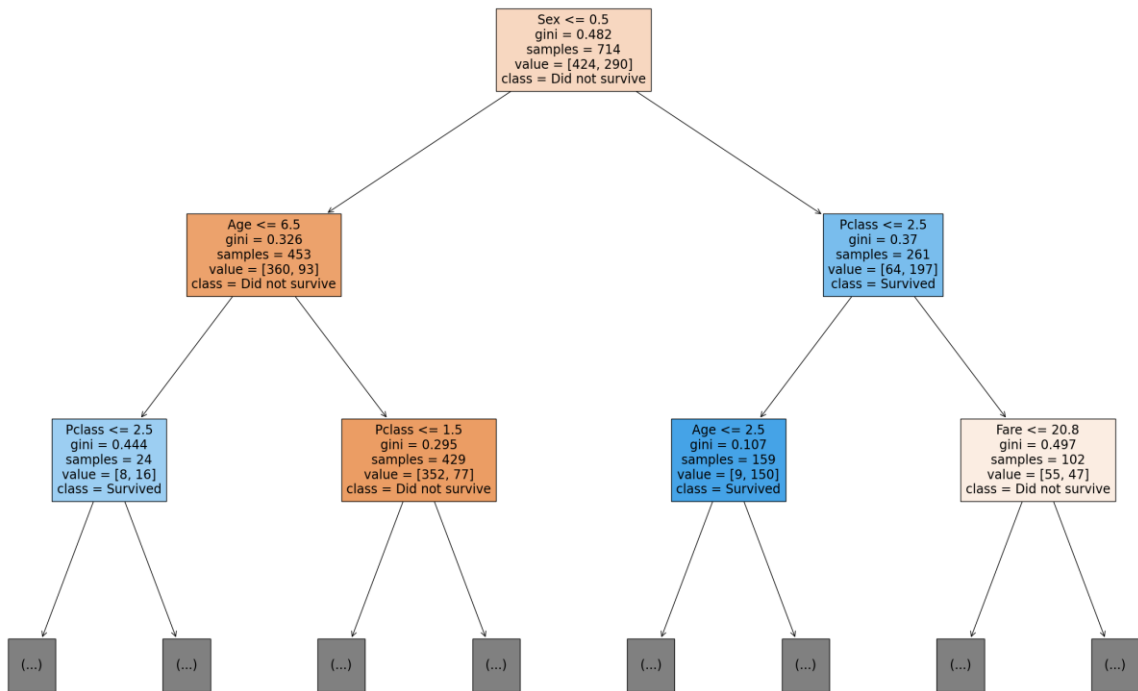 Sex <= 0.5
gini = 0.482
samples = 714
value = [424, 290]
class = Did not survive
Age <= 6.5
gini = 0.326
samples = 453
value = [360, 93]
class = Did not survive
Pclass <= 2.5
gini = 0.37
samples = 261
value = [64, 197]
class = Survived
Pclass <= 2.5
gini = 0.444
samples = 24
value = [8, 16]
class = Survived
Pclass <= 1.5
gini = 0.295
samples = 429
value = [352, 77]
class = Did not survive
Age <= 2.5
gini = 0.107
samples = 159
value = [9, 150]
class = Survived
Fare <= 20.8
gini = 0.497
samples = 102
value = [55, 47]
class = Did not survive
(...)
(...)
(...)
(...)
(...)
(...)
(...)
(...)